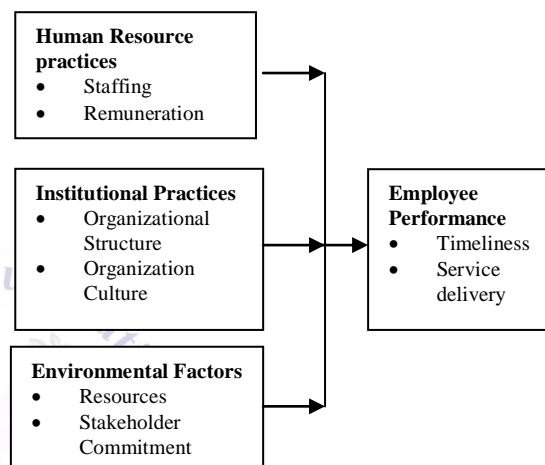 Human Resource
practices
• Staffing
• Remuneration
Institutional Practices
• Organizational
Structure
• Organization
Culture
Environmental Factors
• Resources
• Stakeholder
Commitment
Employee
Performance
• Timeliness
• Service
delivery